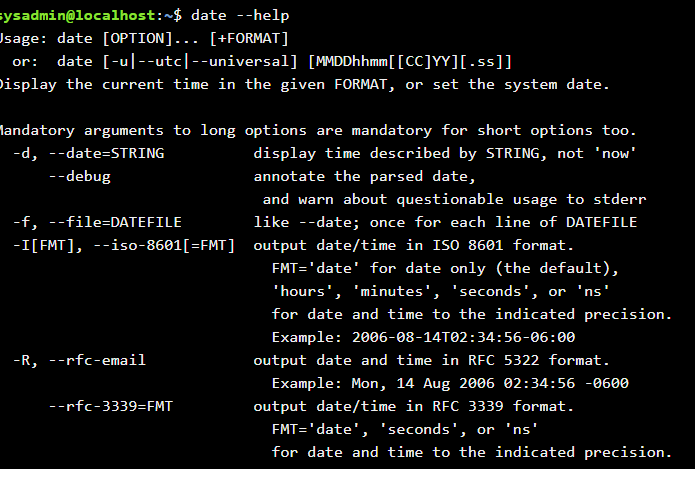 sysadmin@localhost:~$ date --help
Usage: date [OPTION]... [+FORMAT]
or: date [-u|--utc|--universal] [MMDDhhmm[[CC]YY][.ss]]
Display the current time in the given FORMAT, or set the system date.
Mandatory arguments to long options are mandatory for short options too.
-d, --date=STRING display time described by STRING, not 'now'
--debug annotate the parsed date,
and warn about questionable usage to stderr
-f, --file=DATEFILE like --date; once for each line of DATEFILE
-I[FMT], --iso-8601[=FMT] output date/time in ISO 8601 format.
FMT='date' for date only (the default),
'hours', 'minutes', 'seconds', or 'ns'
for date and time to the indicated precision.
Example: 2006-08-14T02:34:56-06:00
-R, --rfc-email output date and time in RFC 5322 format.
Example: Mon, 14 Aug 2006 02:34:56 -0600
--rfc-3339=FMT output date/time in RFC 3339 format.
FMT='date', 'seconds', or 'ns'
for date and time to the indicated precision.